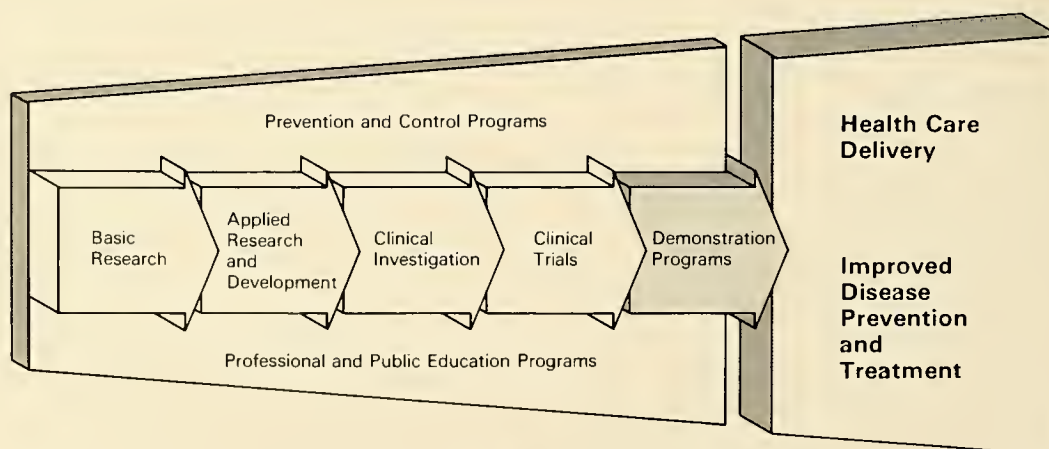 Prevention and Control Programs
Basic
Research
Applied
Research
and
Development
Clinical
Investigation
Clinical
Trials
Demonstration
Programs
Professional and Public Education Programs
Health Care
Delivery
Improved
Disease
Prevention
and
Treatment